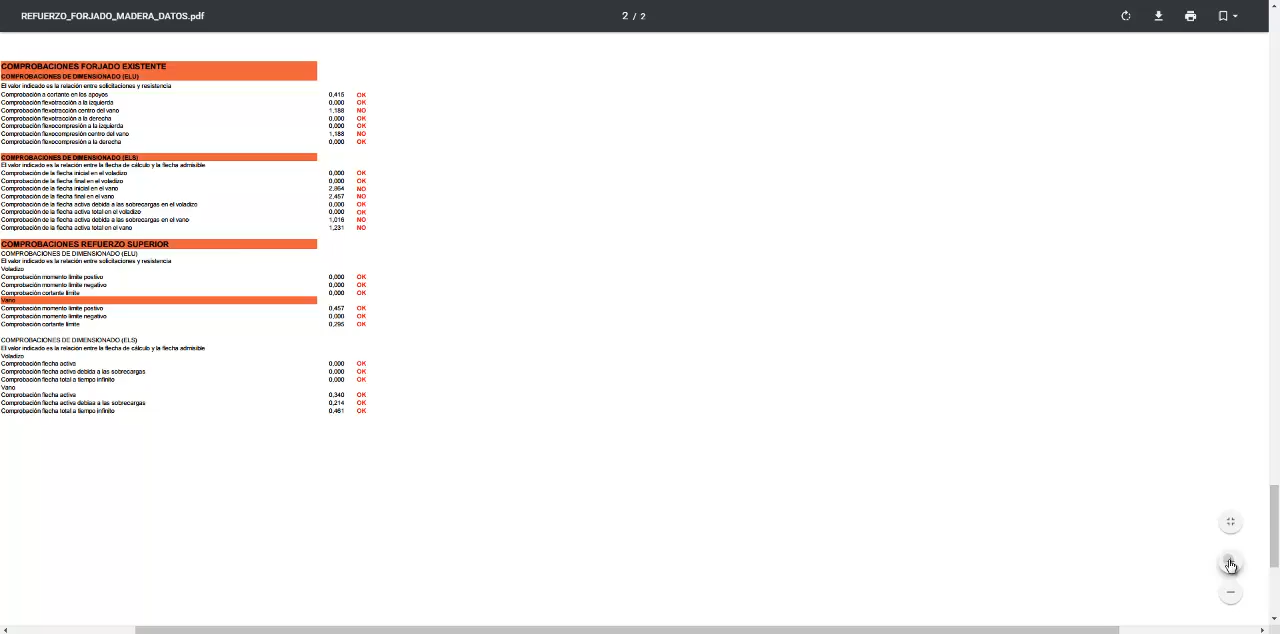 REFUERZO_FORJADO_MADERA_DATOS.pdf 2 / 2
COMPROBACIONES FORJADO EXISTENTE
COMPROBACIONES DE DIMENSIONADO (ELU)
El valor indicado es la relación entre solicitaciones y resistencia
Comprobación a cortante en los apoyos 0,415 OK
Comprobación flexotracción a la izquierda 0,000 OK
Comprobación flexotracción centro del vano 1,188 NO
Comprobación flexotracción a la derecha 0,000 OK
Comprobación flexocompresión a la izquierda 0,000 OK
Comprobación flexocompresión centro del vano 1,188 NO
Comprobación flexocompresión a la derecha 0,000 OK
COMPROBACIONES DE DIMENSIONADO (ELS)
El valor indicado es la relación entre la flecha de cálculo y la flecha admisible
Comprobación de la flecha inicial en el voladizo 0,000 OK
Comprobación de la flecha final en el voladizo 0,000 OK
Comprobación de la flecha inicial en el vano 2,864 NO
Comprobación de la flecha final en el vano 2,457 NO
Comprobación de la flecha activa debida a las sobrecargas en el voladizo 0,000 OK
Comprobación de la flecha activa total en el voladizo 0,000 OK
Comprobación de la flecha activa debida a las sobrecargas en el vano 1,016 NO
Comprobación de la flecha activa total en el vano 1,231 NO
COMPROBACIONES REFUERZO SUPERIOR
COMPROBACIONES DE DIMENSIONADO (ELU)
El valor indicado es la relación entre solicitaciones y resistencia
Voladizo
Comprobación momento límite postivo 0,000 OK
Comprobación momento límite negativo 0,000 OK
Comprobación cortante límite 0,000 OK
Vano
Comprobación momento límite postivo 0,457 OK
Comprobación momento límite negativo 0,000 OK
Comprobación cortante límite 0,295 OK
COMPROBACIONES DE DIMENSIONADO (ELS)
El valor indicado es la relación entre la flecha de cálculo y la flecha admisible
Voladizo
Comprobación flecha activa 0,000 OK
Comprobación flecha activa debida a las sobrecargas 0,000 OK
Comprobación flecha total a tiempo infinito 0,000 OK
Vano
Comprobación flecha activa 0,340 OK
Comprobación flecha activa debida a las sobrecargas 0,214 OK
Comprobación flecha total a tiempo infinito 0,461 OK